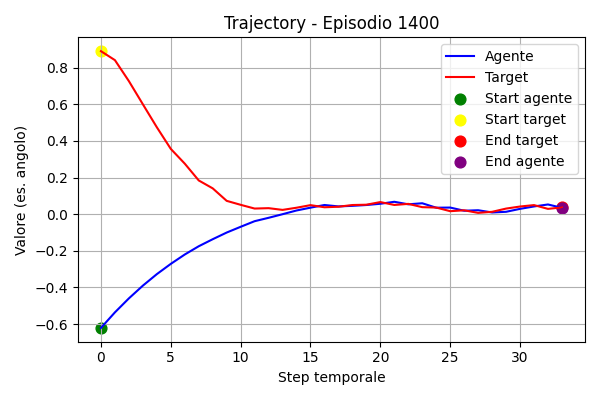 Trajectory - Episodio 1400
Valore (es. angolo)
0.8
0.6
0.4
0.2
0.0
−0.2
−0.4
−0.6
Agente
Target
Start agente
Start target
End target
End agente
0 5 10 15 20 25 30
Step temporale